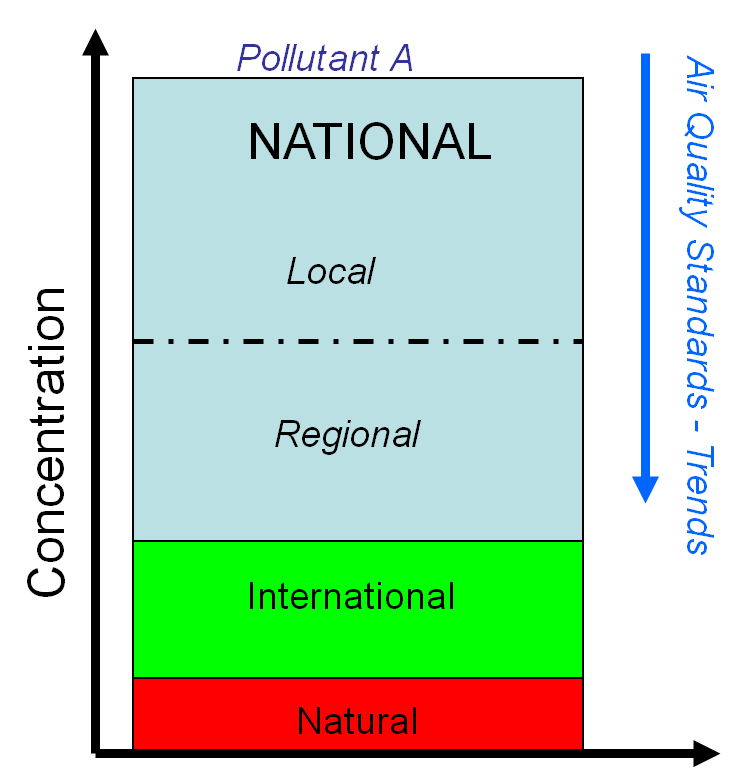 Pollutant A
NATIONAL
Local
Regional
International
Natural
Concentration
Air Quality Standards - Trends